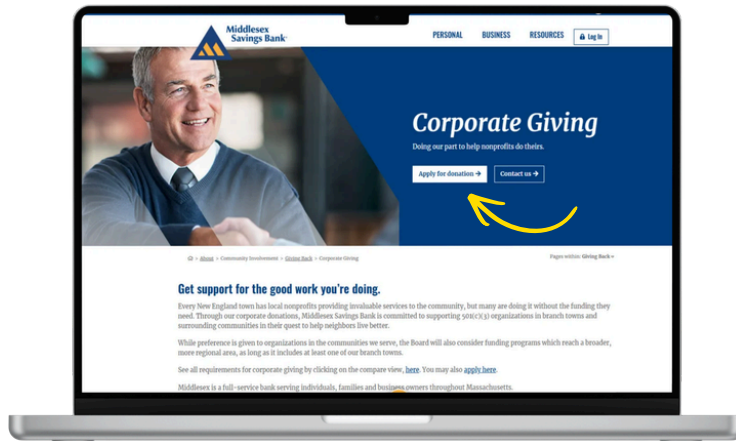 Middlesex
Savings Bank
PERSONAL BUSINESS RESOURCES Log In
Corporate Giving
Doing our part to help nonprofits do theirs.
Apply for donation → Contact us →
> About > Community Involvement > Giving Back > Corporate Giving
Pages within: Giving Back »
Get support for the good work you're doing.
Every New England town has local nonprofits providing invaluable services to the community, but many are doing it without the funding they
need. Through our corporate donations, Middlesex Savings Bank is committed to supporting 501(c)(3) organizations in branch towns and
surrounding communities in their quest to help neighbors live better.
While preference is given to organizations in the communities we serve, the Board will also consider funding programs which reach a broader,
more regional area, as long as it includes at least one of our branch towns.
See all requirements for corporate giving by clicking on the compare view, here. You may also apply here.
Middlesex is a full-service bank serving individuals, families and business owners throughout Massachusetts.